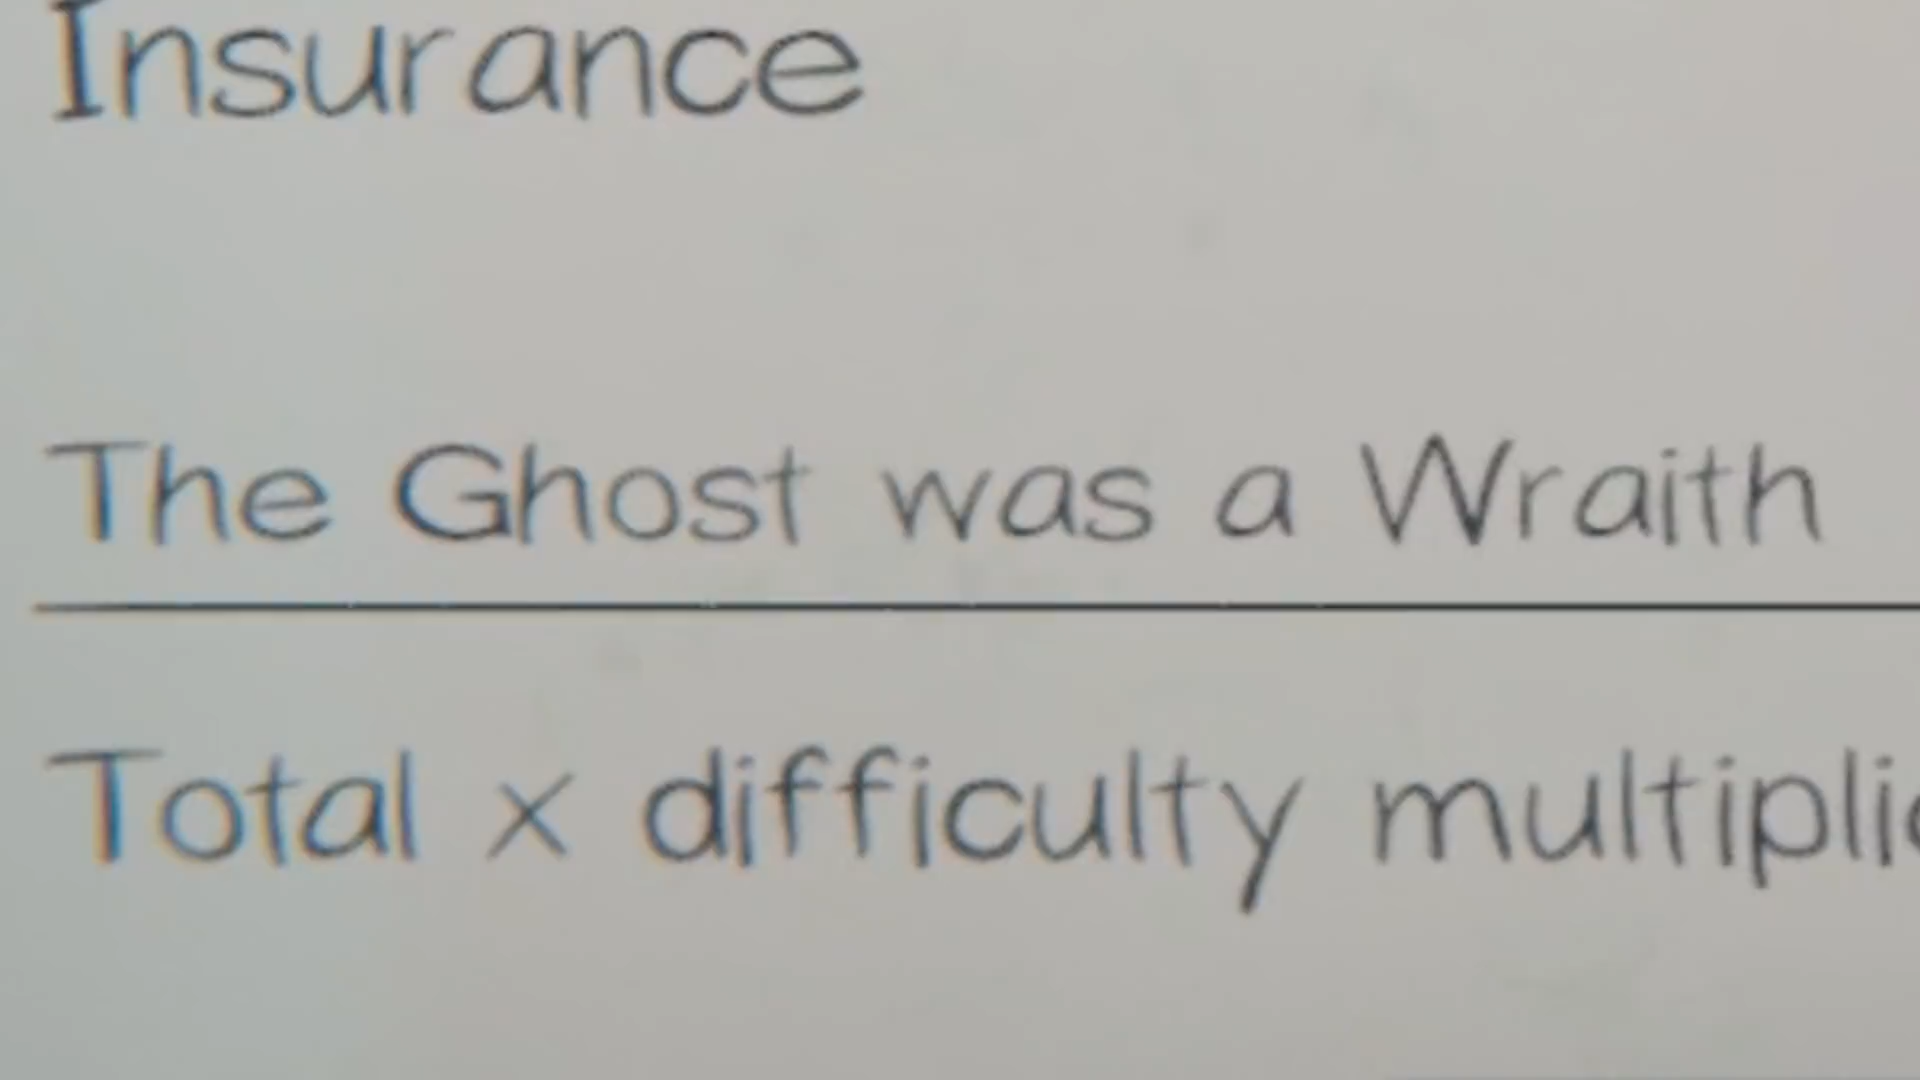 Insurance
The Ghost was a Wraith
Total x difficulty